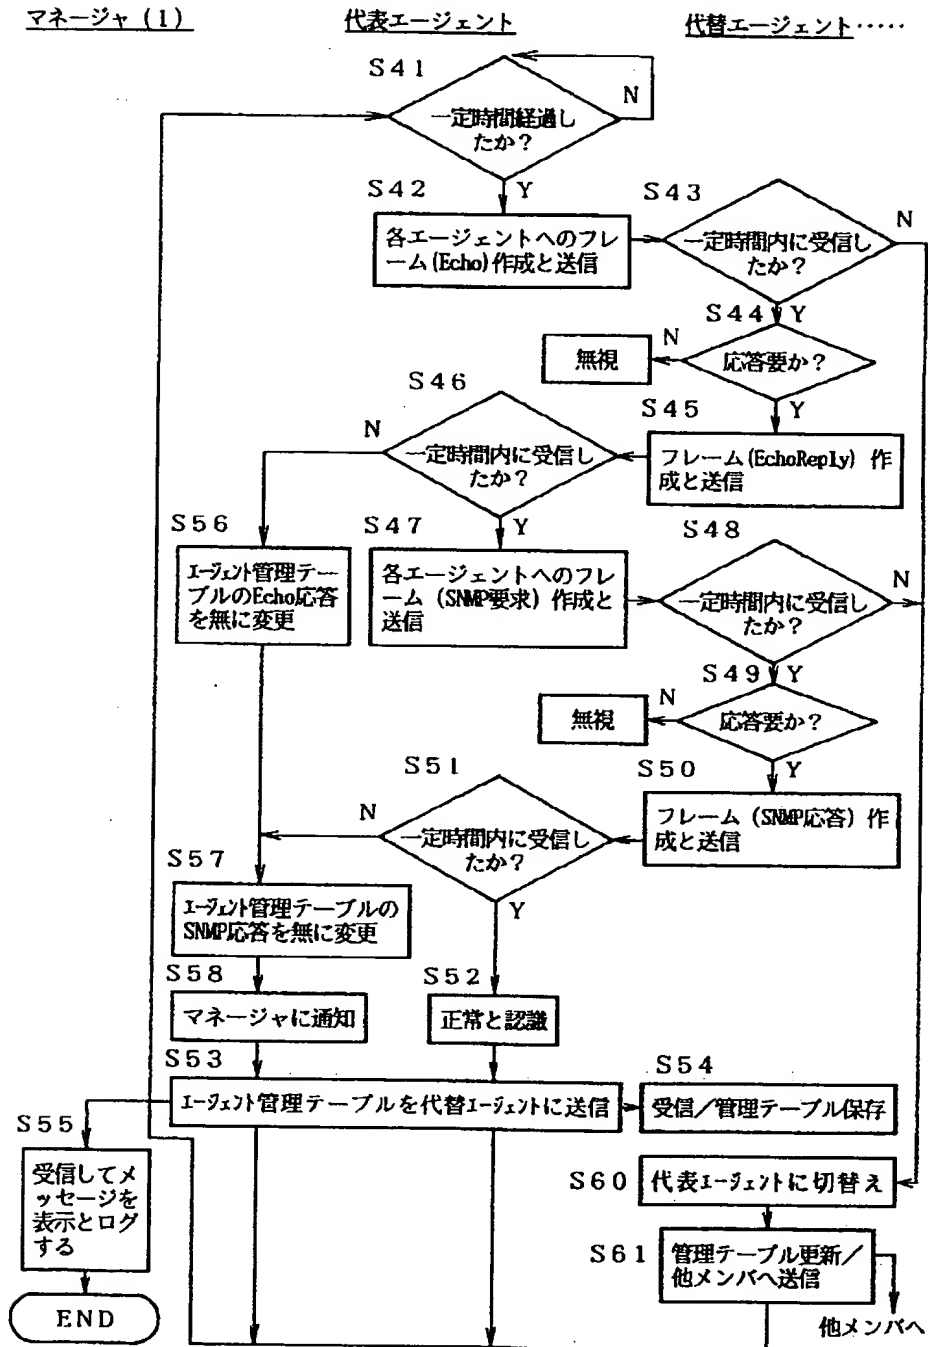 マネージャ(1)
代表エージェント
代替エージェント·····
S41
一定時間経過し
たか?
N
Y
S42
各エージェントへのフレ
ーム(Echo)作成と送信
S43
一定時間内に受信し
たか?
N
Y
S44
応答要か?
N
無視
Y
S45
フレーム(EchoReply) 作
成と送信
S46
一定時間内に受信し
たか?
N
Y
S47
各エージェントへのフレ
ーム(SNMP要求)作成と
送信
S48
一定時間内に受信し
たか?
N
Y
S49
応答要か?
N
無視
Y
S50
フレーム(SNMP応答)作
成と送信
S51
一定時間内に受信し
たか?
N
Y
S56
エージェント管理テー
ブルのEcho応答
を無に変更
S57
エージェント管理テーブルの
SNMP応答を無に変更
S58
マネージャに通知
S52
正常と認識
S53
エージェント管理テーブルを代替エージェントに送信
S54
受信/管理テーブル保存
S55
受信してメ
ッセージを
表示とログ
する
END
S60
代表エージェントに切替え
S61
管理テーブル更新/
他メンバへ送信
他メンバへ